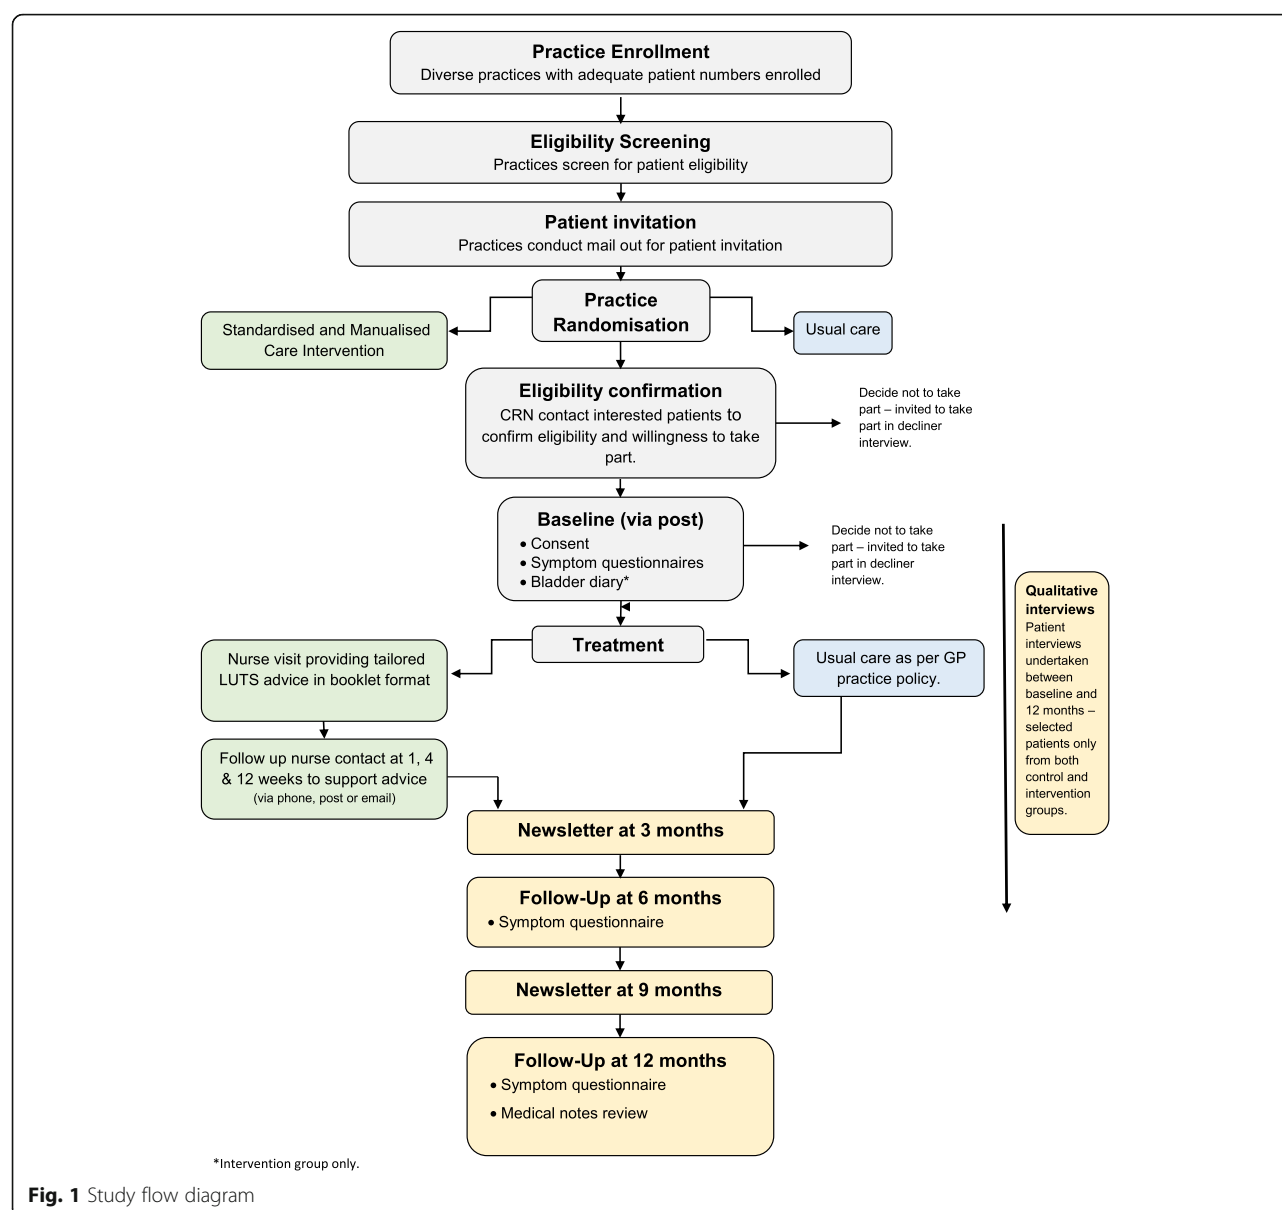 Practice Enrollment
Diverse practices with adequate patient numbers enrolled
Eligibility Screening
Practices screen for patient eligibility
Patient invitation
Practices conduct mail out for patient invitation
Practice
Randomisation
Standardised and Manualised
Care Intervention
Usual care
Eligibility confirmation
CRN contact interested patients to
confirm eligibility and willingness to take
part.
Decide not to take
part – invited to take
part in decliner
interview.
Baseline (via post)
• Consent
• Symptom questionnaires
• Bladder diary*
Decide not to take
part – invited to take
part in decliner
interview.
Treatment
Nurse visit providing tailored
LUTS advice in booklet format
Usual care as per GP
practice policy.
Follow up nurse contact at 1, 4
& 12 weeks to support advice
(via phone, post or email)
Qualitative
interviews
Patient
interviews
undertaken
between
baseline and
12 months –
selected
patients only
from both
control and
intervention
groups.
Newsletter at 3 months
Follow-Up at 6 months
• Symptom questionnaire
Newsletter at 9 months
Follow-Up at 12 months
• Symptom questionnaire
• Medical notes review
*Intervention group only.
Fig. 1 Study flow diagram